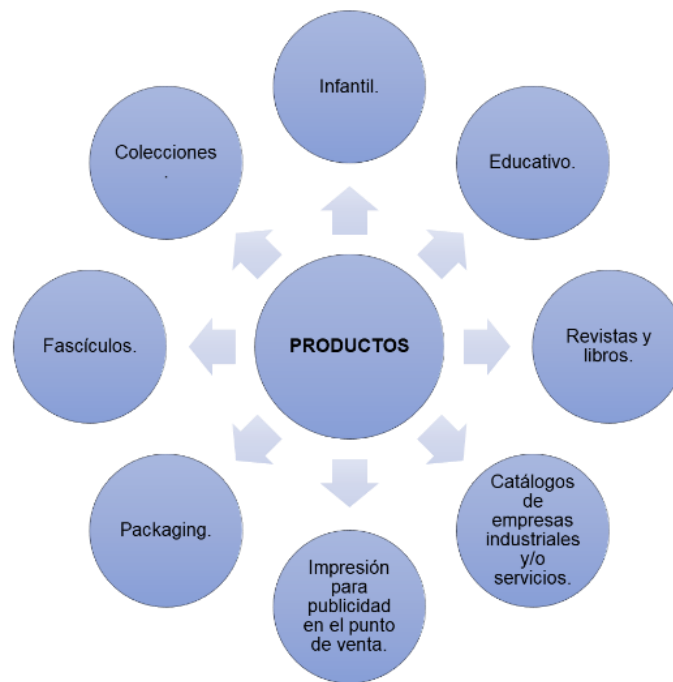 Infantil.
Colecciones
.
Educativo.
Fascículos.
PRODUCTOS
Revistas y
libros.
Packaging.
Catálogos
de
empresas
industriales
y/o
servicios.
Impresión
para
publicidad
en el punto
de venta.